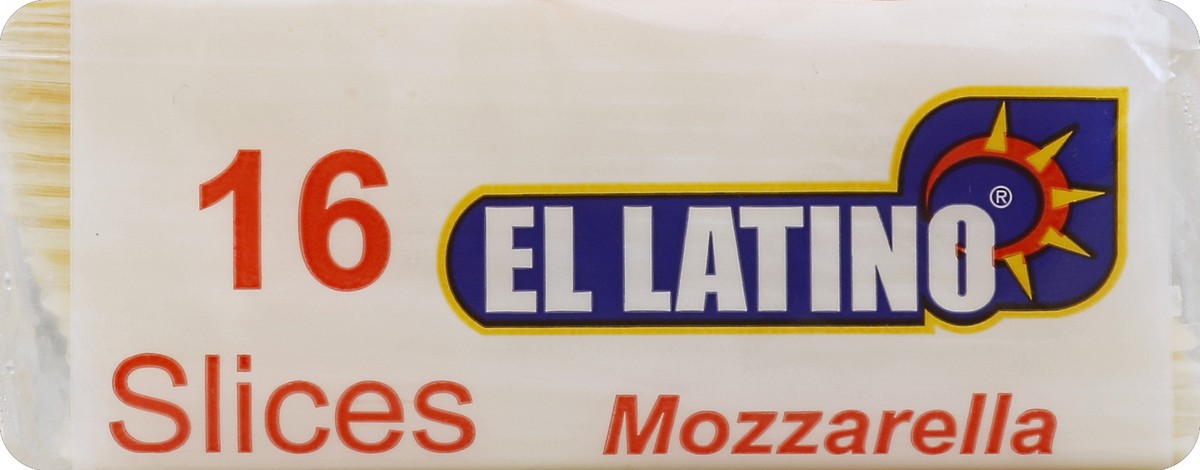 16
Slices
EL LATINO®
Mozzarella